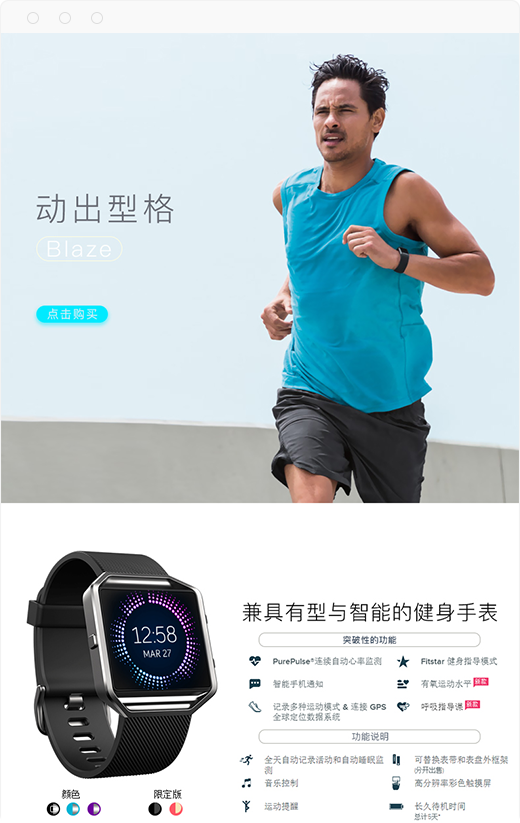 动出型格
Blaze
点击购买
12:58
MAR 27
兼具有型与智能的健身手表
突破性的功能
PurePulse®连续自动心率监测
Fitstar 健身指导模式
智能手机通知
有氧运动水平
记录多种运动模式 & 连接 GPS
全球定位数据系统
呼吸指导课
功能说明
全天自动记录活动和自动睡眠监
测
可替换表带和表盘外框架
(分开出售)
音乐控制
高分辨率彩色触摸屏
运动提醒
长久待机时间
总计5天*
颜色
限定版